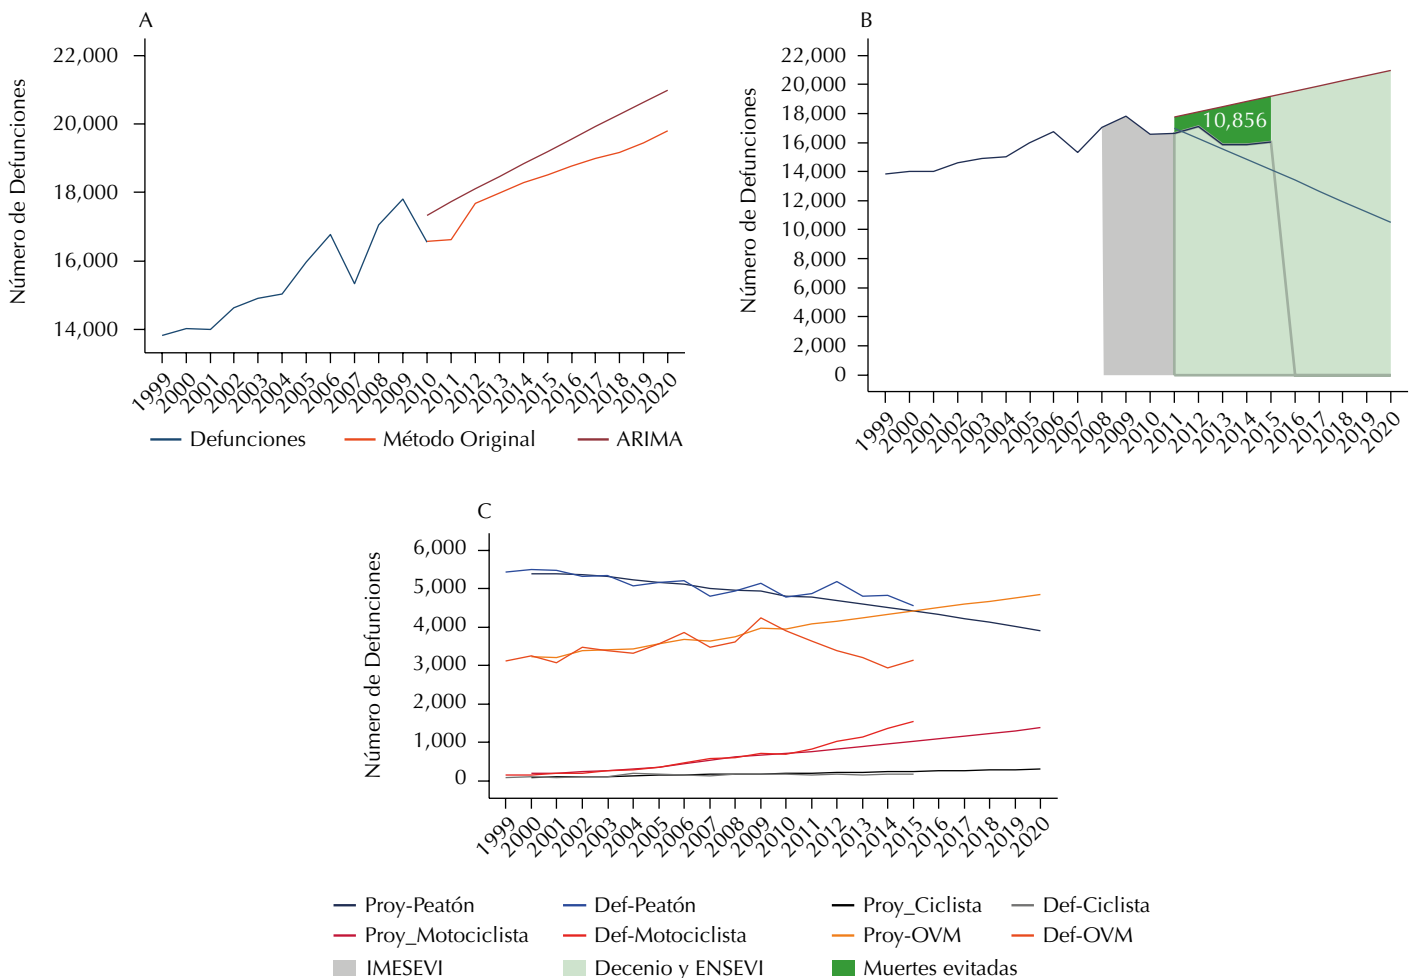 A
Número de Defunciones
22,000
20,000
18,000
16,000
14,000
1999 2000 2001 2002 2003 2004 2005 2006 2007 2008 2009 2010 2011 2012 2013 2014 2015 2016 2017 2018 2019 2020
Defunciones Método Original ARIMA
B
Número de Defunciones
22,000
20,000
18,000
16,000
14,000
12,000
10,000
8,000
6,000
4,000
2,000
0
10,856
1999 2000 2001 2002 2003 2004 2005 2006 2007 2008 2009 2010 2011 2012 2013 2014 2015 2016 2017 2018 2019 2020
C
Número de Defunciones
6,000
5,000
4,000
3,000
2,000
1,000
0
1999 2000 2001 2002 2003 2004 2005 2006 2007 2008 2009 2010 2011 2012 2013 2014 2015 2016 2017 2018 2019 2020
Proy-Peatón Def-Peatón Proy_Ciclista Def-Ciclista
Proy_Motociclista Def-Motociclista Proy-OVM Def-OVM
IMESEVI Decenio y ENSEVI Muertes evitadas